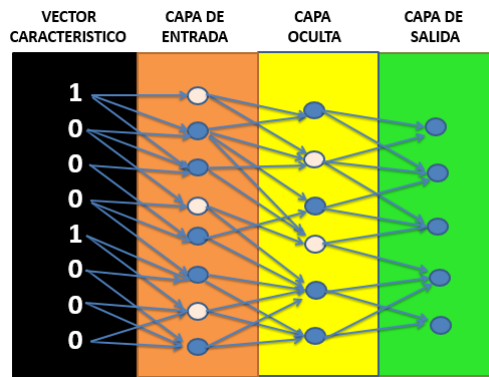 VECTOR
CARACTERISTICO
CAPA DE
ENTRADA
CAPA
OCULTA
CAPA DE
SALIDA
1
0
0
0
1
0
0
0